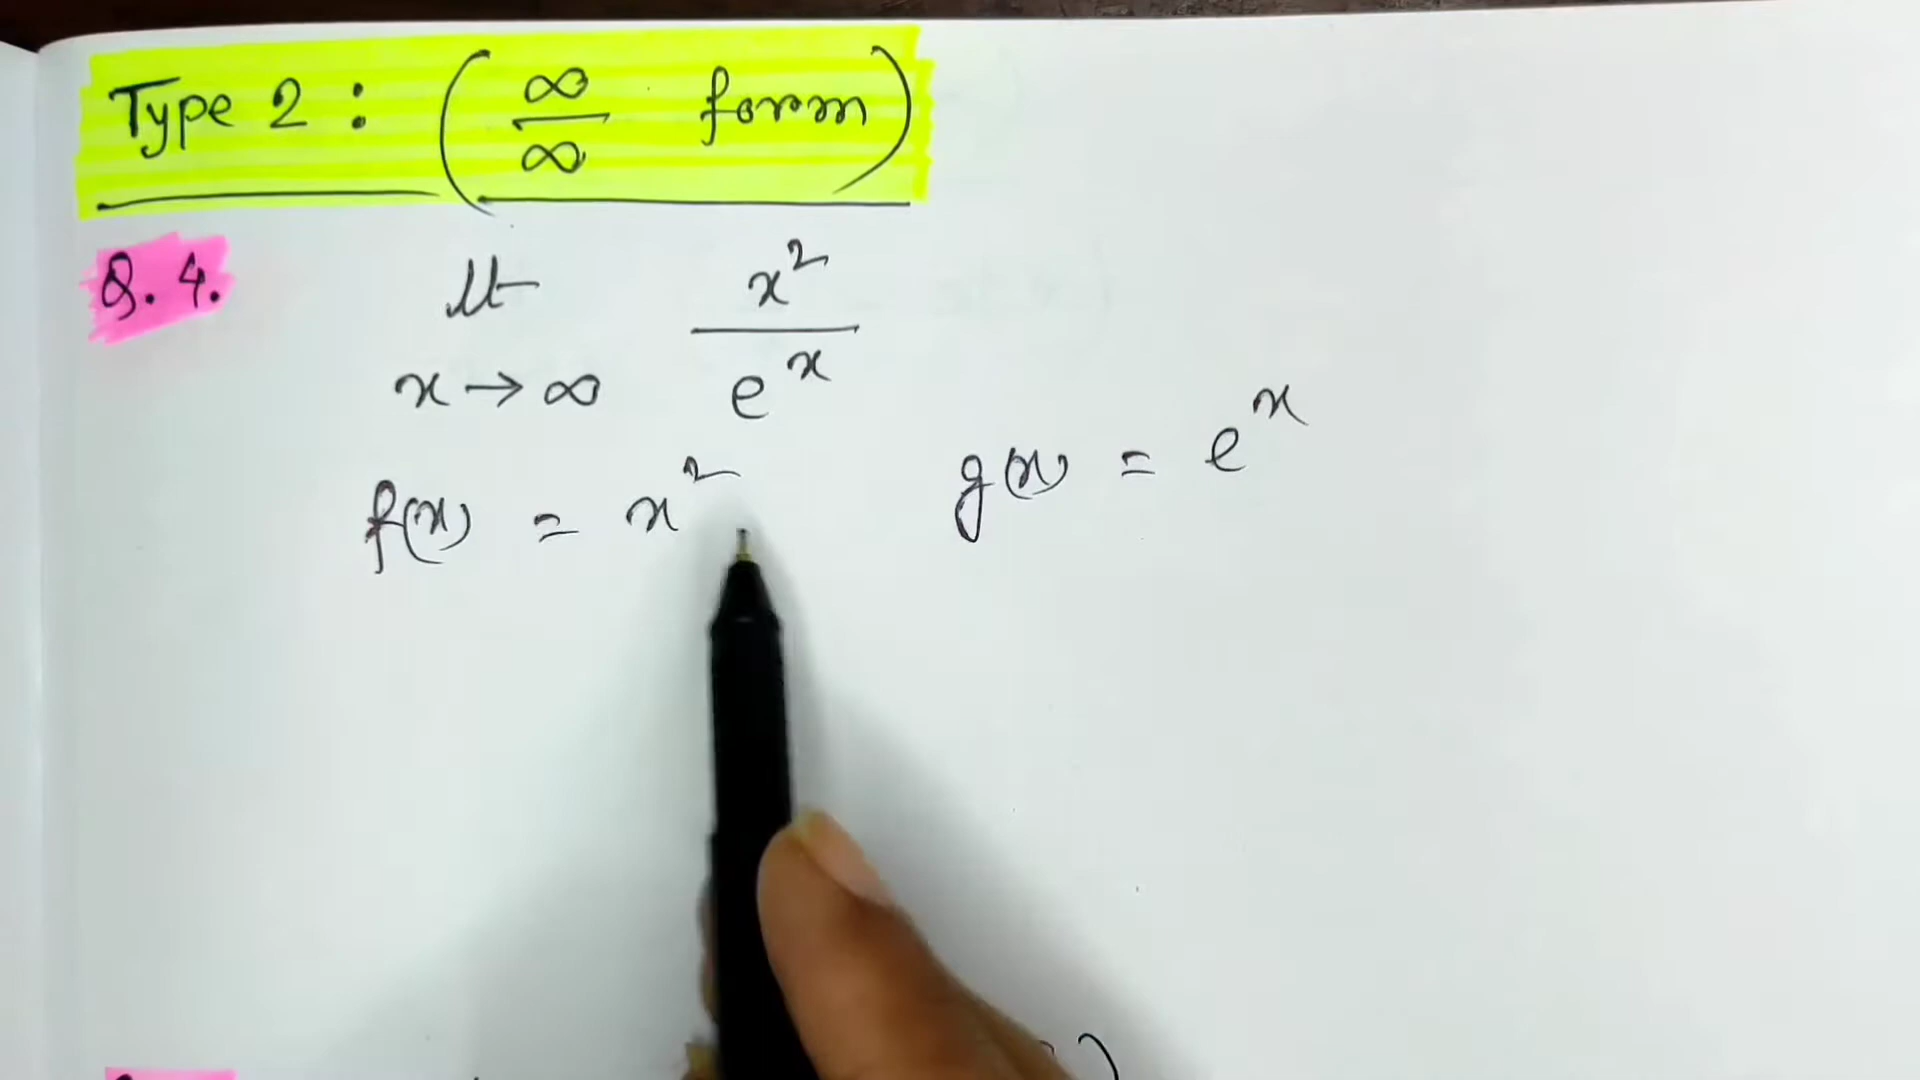 Type 2 : ( ∞/∞ form )
Q. 4. lt x → ∞ x²/eˣ
f(x) = x² g(x) = eˣ